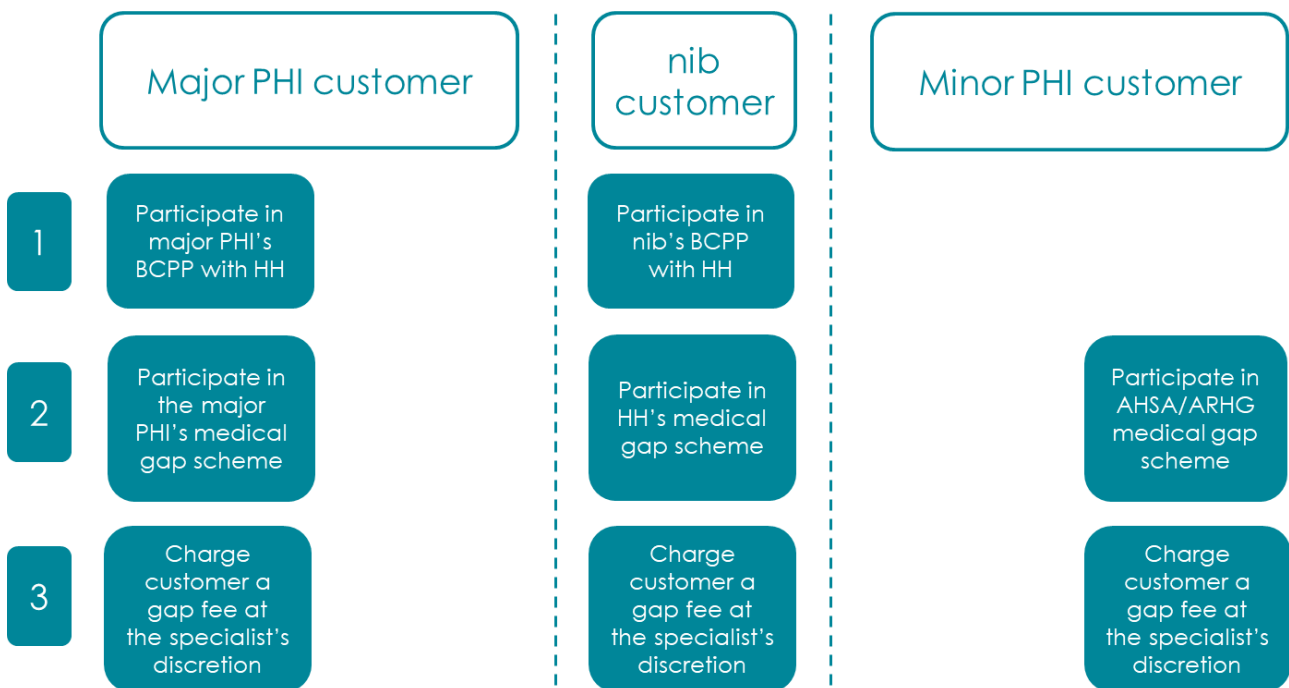 Major PHI customer
nib
customer
Minor PHI customer
1
Participate in
major PHI's
BCPP with HH
Participate in
nib's BCPP
with HH
2
Participate in
the major
PHI's medical
gap scheme
Participate in
HH's medical
gap scheme
Participate in
AHSA/ARHG
medical gap
scheme
3
Charge
customer a
gap fee at
the specialist's
discretion
Charge
customer a
gap fee at
the specialist's
discretion
Charge
customer a
gap fee at
the specialist's
discretion